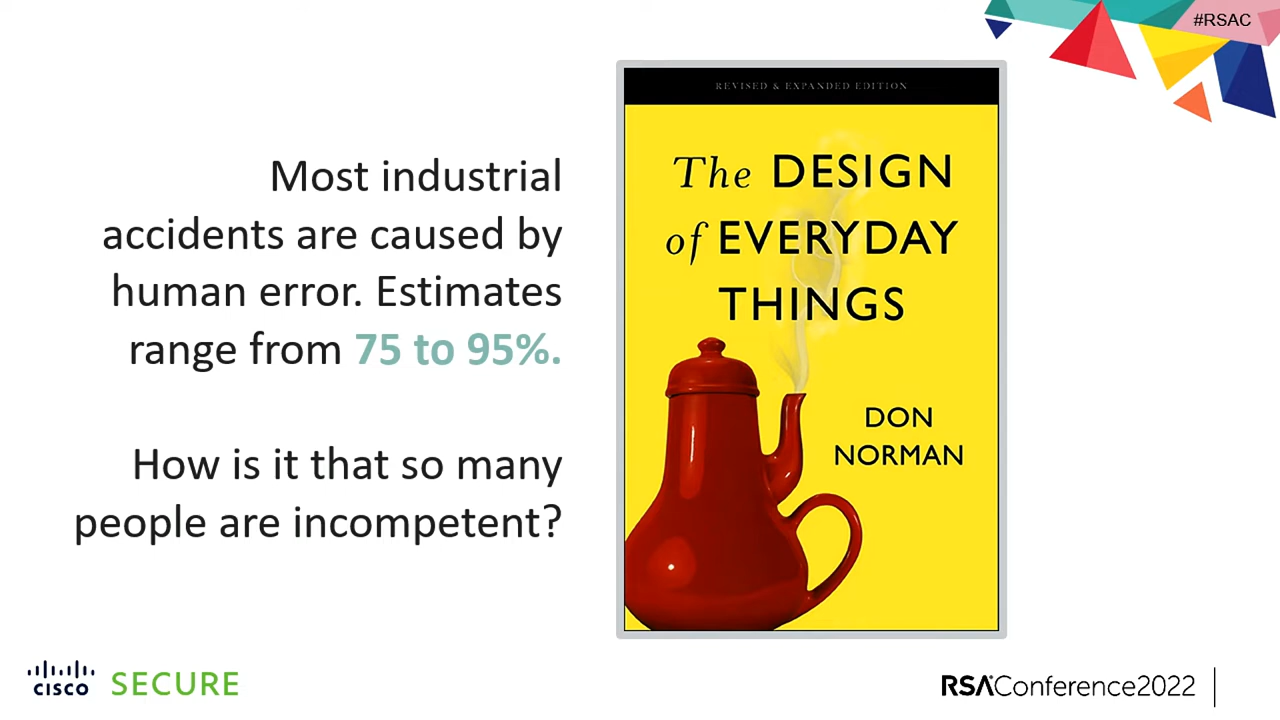 #RSAC
Most industrial
accidents are caused by
human error. Estimates
range from 75 to 95%.
How is it that so many
people are incompetent?
REVISED & EXPANDED EDITION
The DESIGN
of EVERYDAY
THINGS
DON
NORMAN
CISCO SECURE
RSAConference2022